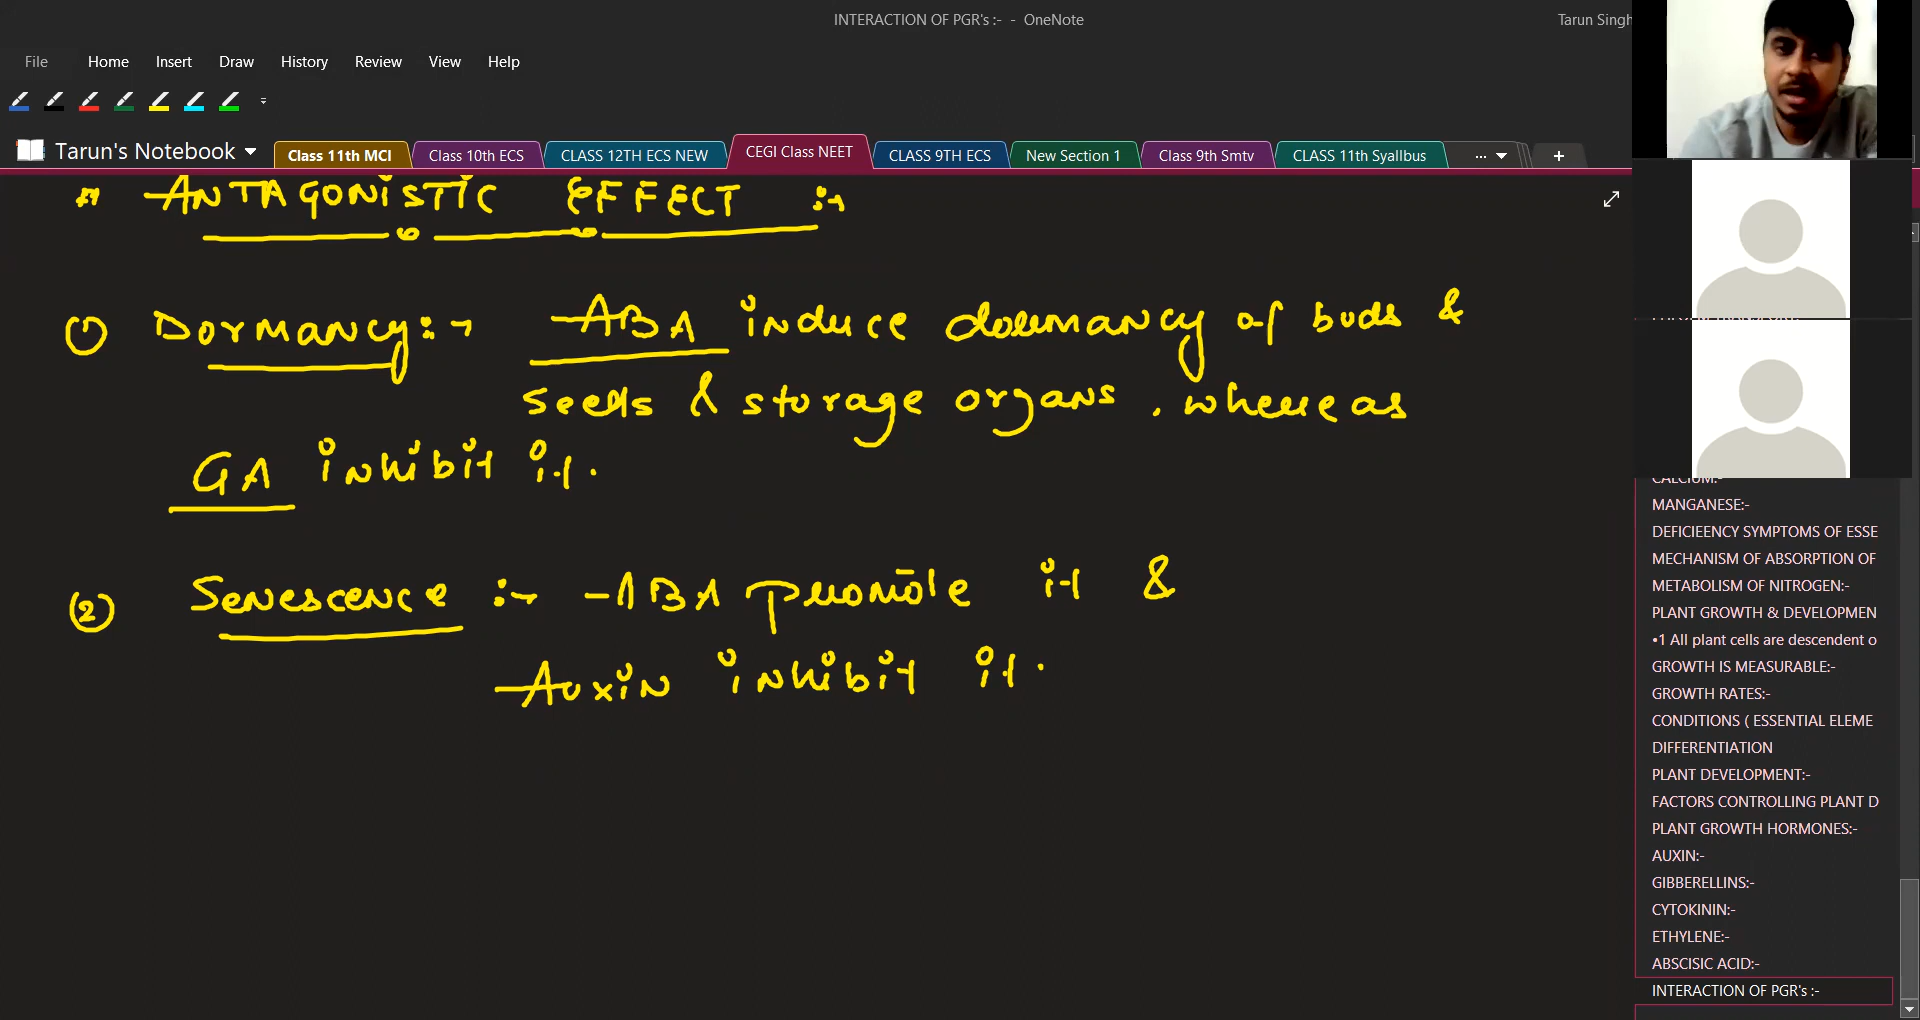 INTERACTION OF PGR's :- - OneNote
Tarun Singh
File Home Insert Draw History Review View Help
Tarun's Notebook
Class 11th MCI
Class 10th ECS
CLASS 12TH ECS NEW
CEGI Class NEET
CLASS 9TH ECS
New Section 1
Class 9th Smtv
CLASS 11th Syallbus
...
+
ANTAGONISTIC EFFECT :-
(1) Dormancy :- ABA induce dormancy of buds &
seeds & storage organs, where as
GA inhibit it.
(2) Senescence :- ABA promote it &
Auxin inhibit it.
CALCIUM:-
MANGANESE:-
DEFICIEENCY SYMPTOMS OF ESSE
MECHANISM OF ABSORPTION OF
METABOLISM OF NITROGEN:-
PLANT GROWTH & DEVELOPMEN
•1 All plant cells are descendent o
GROWTH IS MEASURABLE:-
GROWTH RATES:-
CONDITIONS ( ESSENTIAL ELEME
DIFFERENTIATION
PLANT DEVELOPMENT:-
FACTORS CONTROLLING PLANT D
PLANT GROWTH HORMONES:-
AUXIN:-
GIBBERELLINS:-
CYTOKININ:-
ETHYLENE:-
ABSCISIC ACID:-
INTERACTION OF PGR's :-